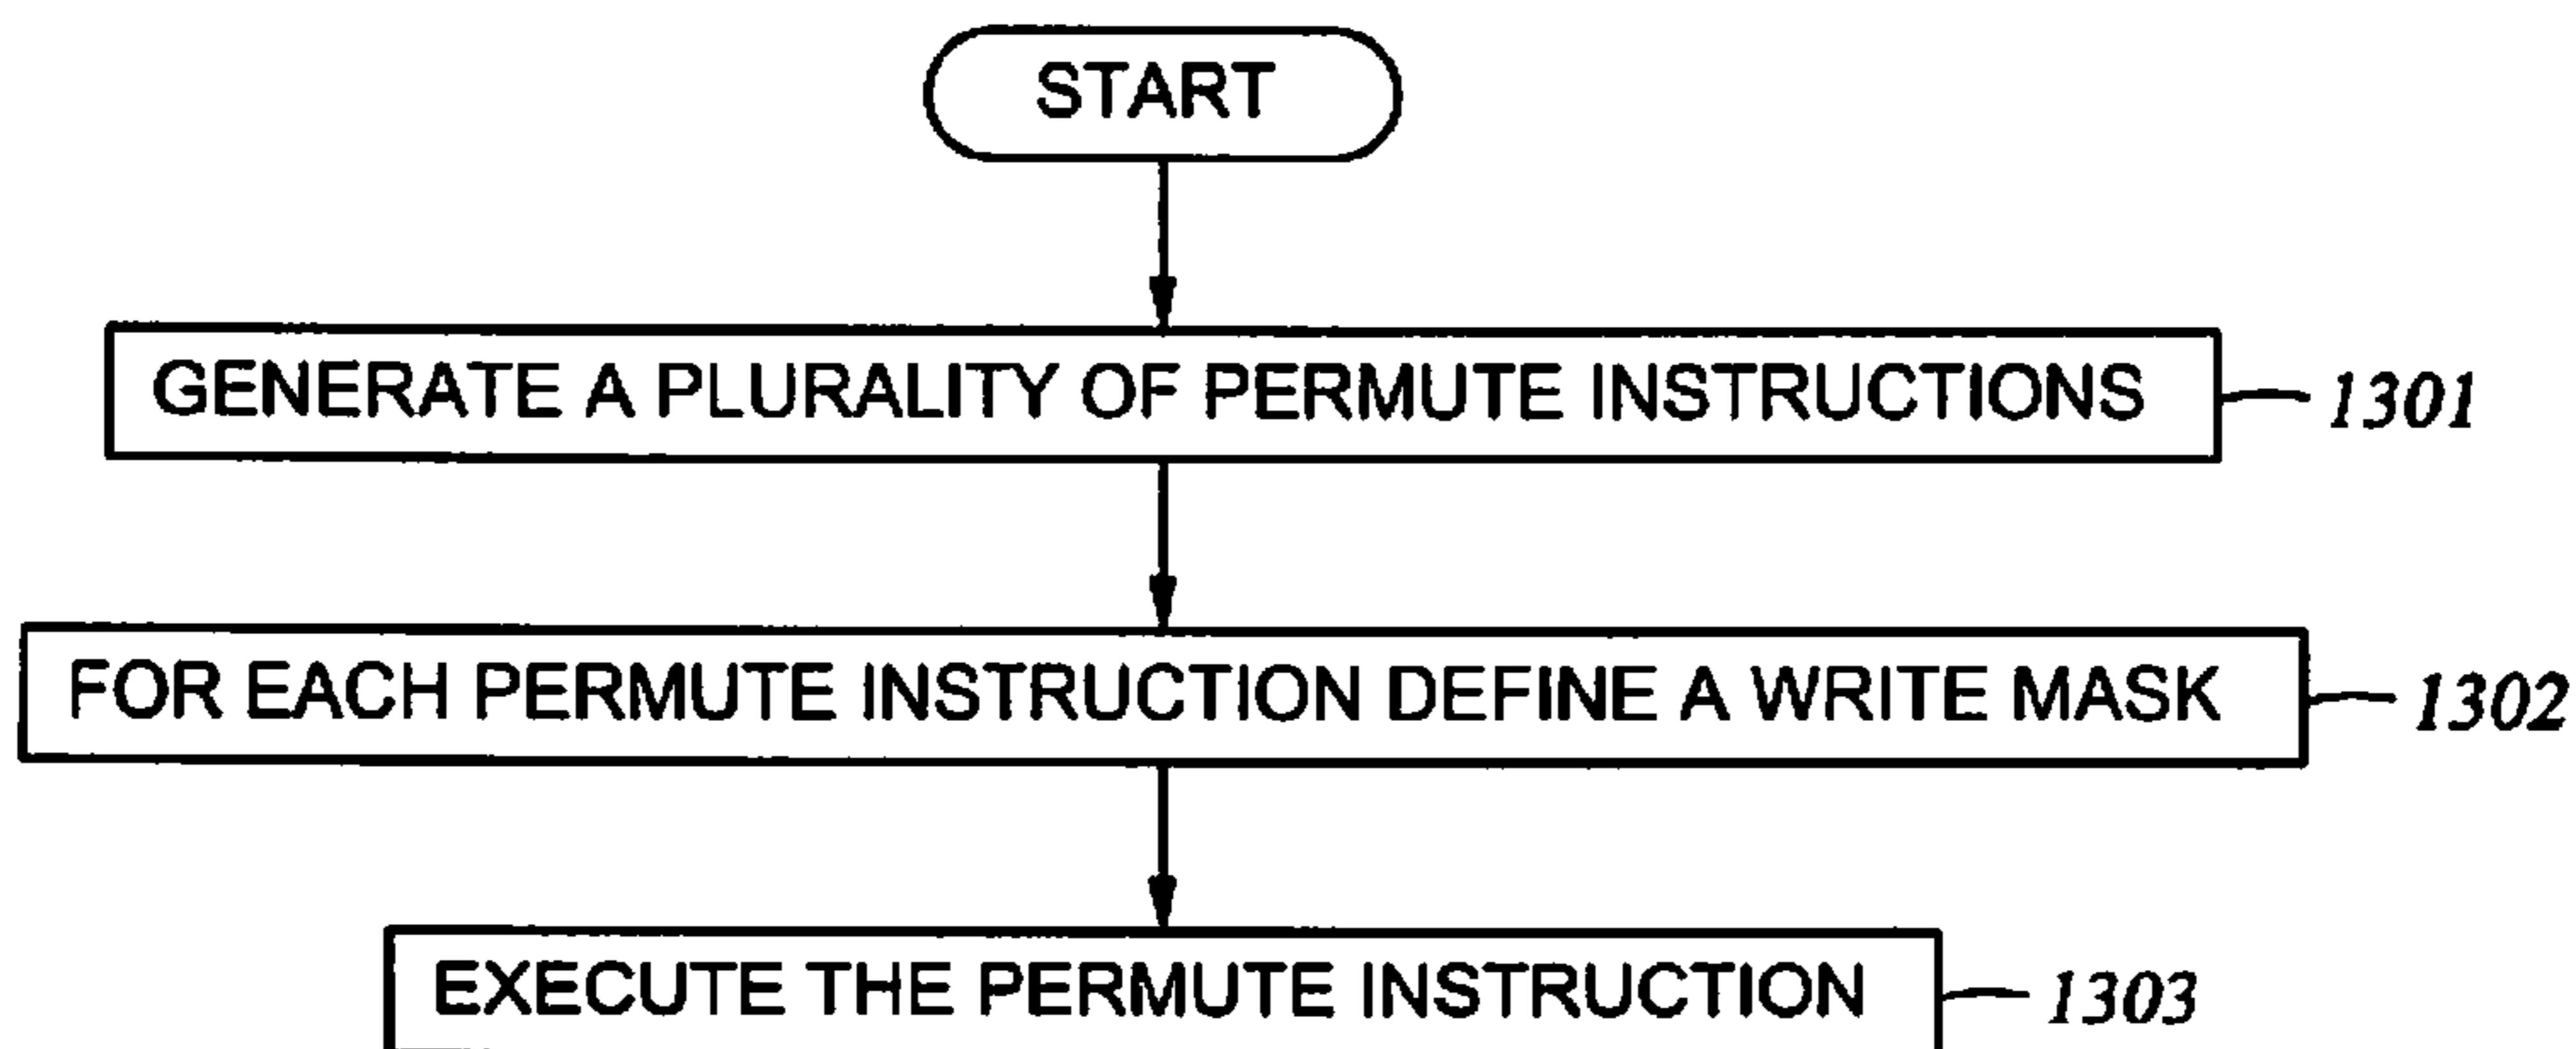 START
GENERATE A PLURALITY OF PERMUTE INSTRUCTIONS 1301
FOR EACH PERMUTE INSTRUCTION DEFINE A WRITE MASK 1302
EXECUTE THE PERMUTE INSTRUCTION 1303